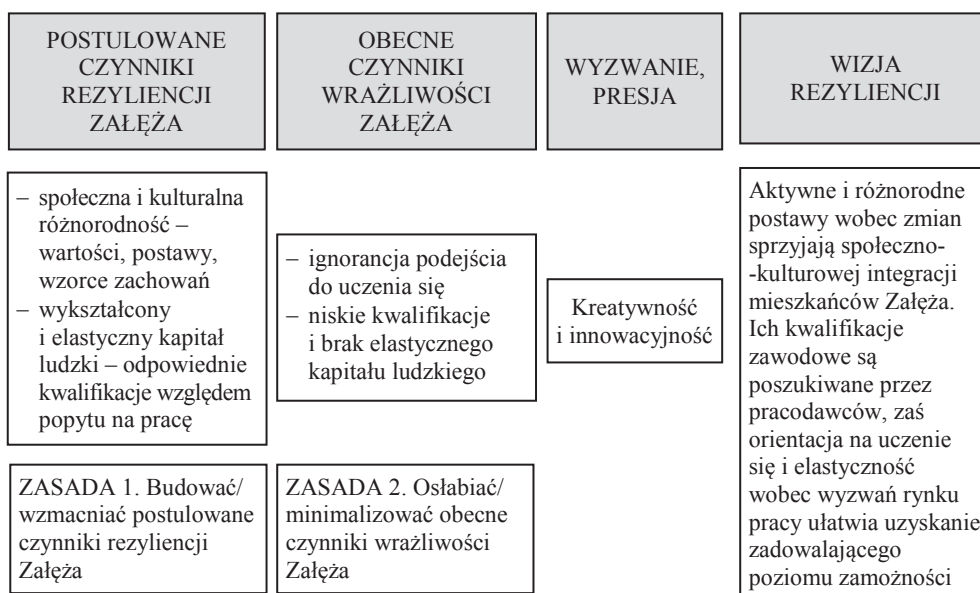 POSTULOWANE
CZYNNIKI
REZYLIENCJI
ZAŁĘŻA
OBECNE
CZYNNIKI
WRAŻLIWOŚCI
ZAŁĘŻA
WYZWANIE,
PRESJA
WIZJA
REZYLIENCJI
– społeczna i kulturalna
różnorodność –
wartości, postawy,
wzorce zachowań
– wykształcony
i elastyczny kapitał
ludzki – odpowiednie
kwalifikacje względem
popytu na pracę
– ignorancja podejścia
do uczenia się
– niskie kwalifikacje
i brak elastycznego
kapitału ludzkiego
Kreatywność
i innowacyjność
Aktywne i różnorodne
postawy wobec zmian
sprzyjają społeczno-
-kulturowej integracji
mieszkańców Załęża.
Ich kwalifikacje
zawodowe są
poszukiwane przez
pracodawców, zaś
orientacja na uczenie
się i elastyczność
wobec wyzwań rynku
pracy ułatwia uzyskanie
zadowalającego
poziomu zamożności
ZASADA 1. Budować/
wzmacniać postulowane
czynniki rezyliencji
Załęża
ZASADA 2. Osłabiać/
minimalizować obecne
czynniki wrażliwości
Załęża